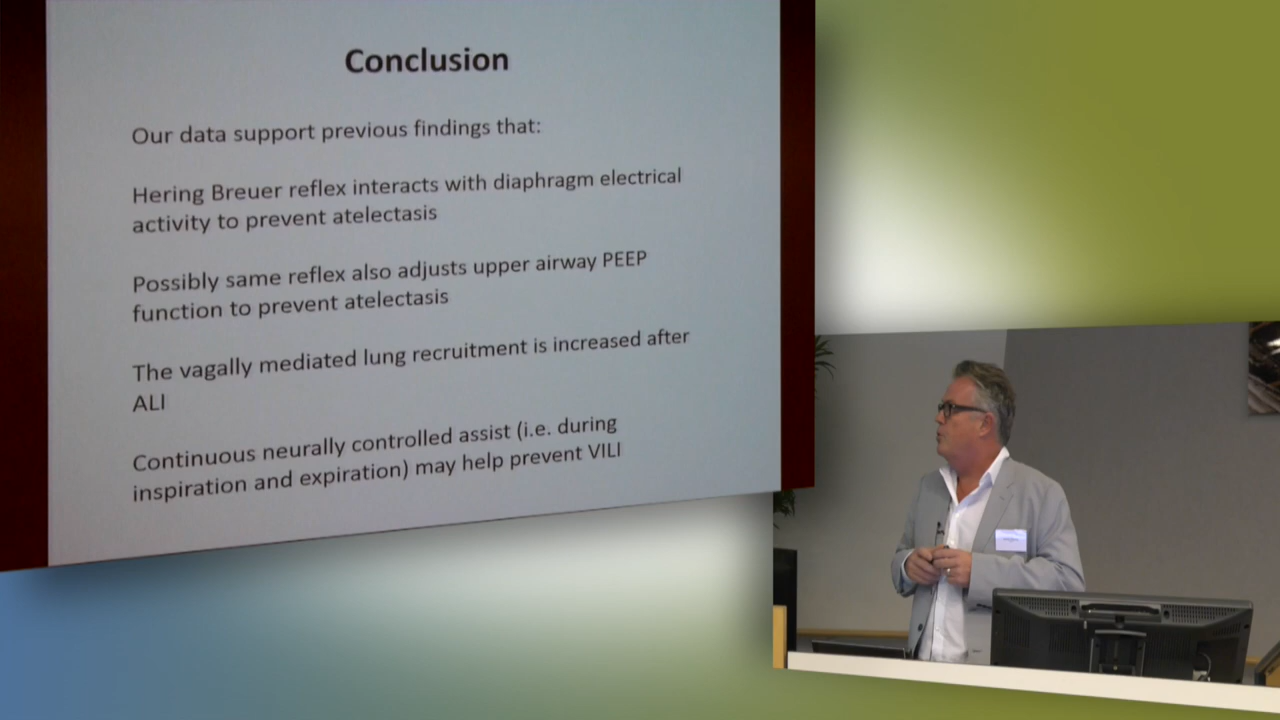 Conclusion
Our data support previous findings that:
Hering Breuer reflex interacts with diaphragm electrical
activity to prevent atelectasis
Possibly same reflex also adjusts upper airway PEEP
function to prevent atelectasis
The vagally mediated lung recruitment is increased after
ALI
Continuous neurally controlled assist (i.e. during
inspiration and expiration) may help prevent VILI